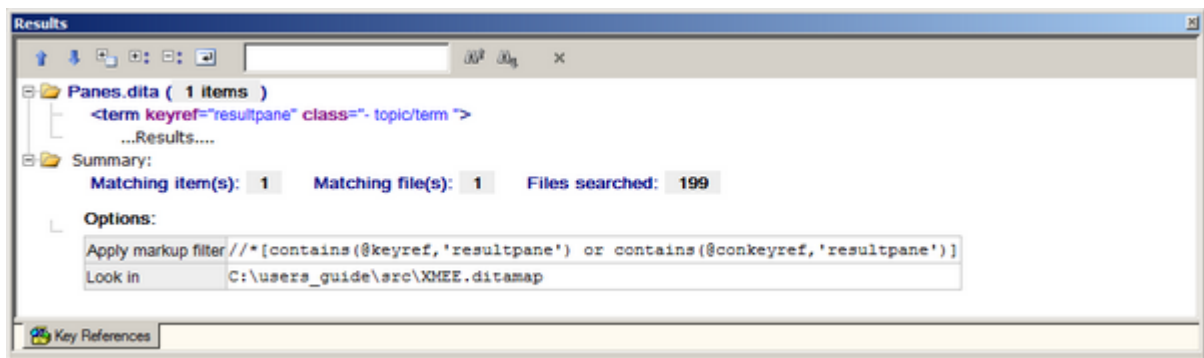 Results
Panes.dita ( 1 items )
<term keyref="resultpane" class="- topic/term ">
...Results....
Summary:
Matching item(s): 1 Matching file(s): 1 Files searched: 199
Options:
Apply markup filter //*[contains(@keyref,'resultpane') or contains(@conkeyref,'resultpane')]
Look in C:\users_guide\src\XMEE.ditamap
Key References